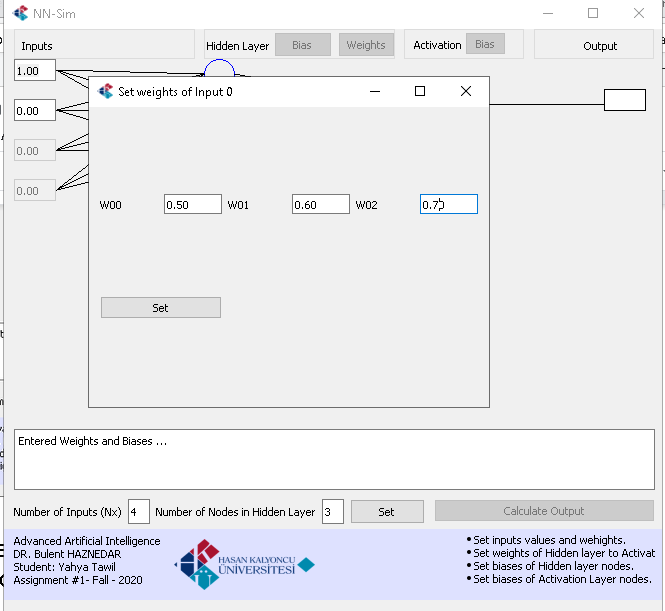 NN-Sim
Inputs
Hidden Layer Bias Weights Activation Bias Output
1.00
0.00
0.00
0.00
Set weights of Input 0
W00 0.50 W01 0.60 W02 0.70
Set
Entered Weights and Biases ...
Number of Inputs (Nx) 4 Number of Nodes in Hidden Layer 3 Set Calculate Output
Advanced Artificial Intelligence
DR. Bulent HAZNEDAR
Student: Yahya Tawil
Assignment #1- Fall - 2020
HASAN KALYONCU
ÜNİVERSİTESİ
• Set inputs values and wehights.
• Set weights of Hidden layer to Activat
• Set biases of Hidden layer nodes.
• Set biases of Activation Layer nodes.